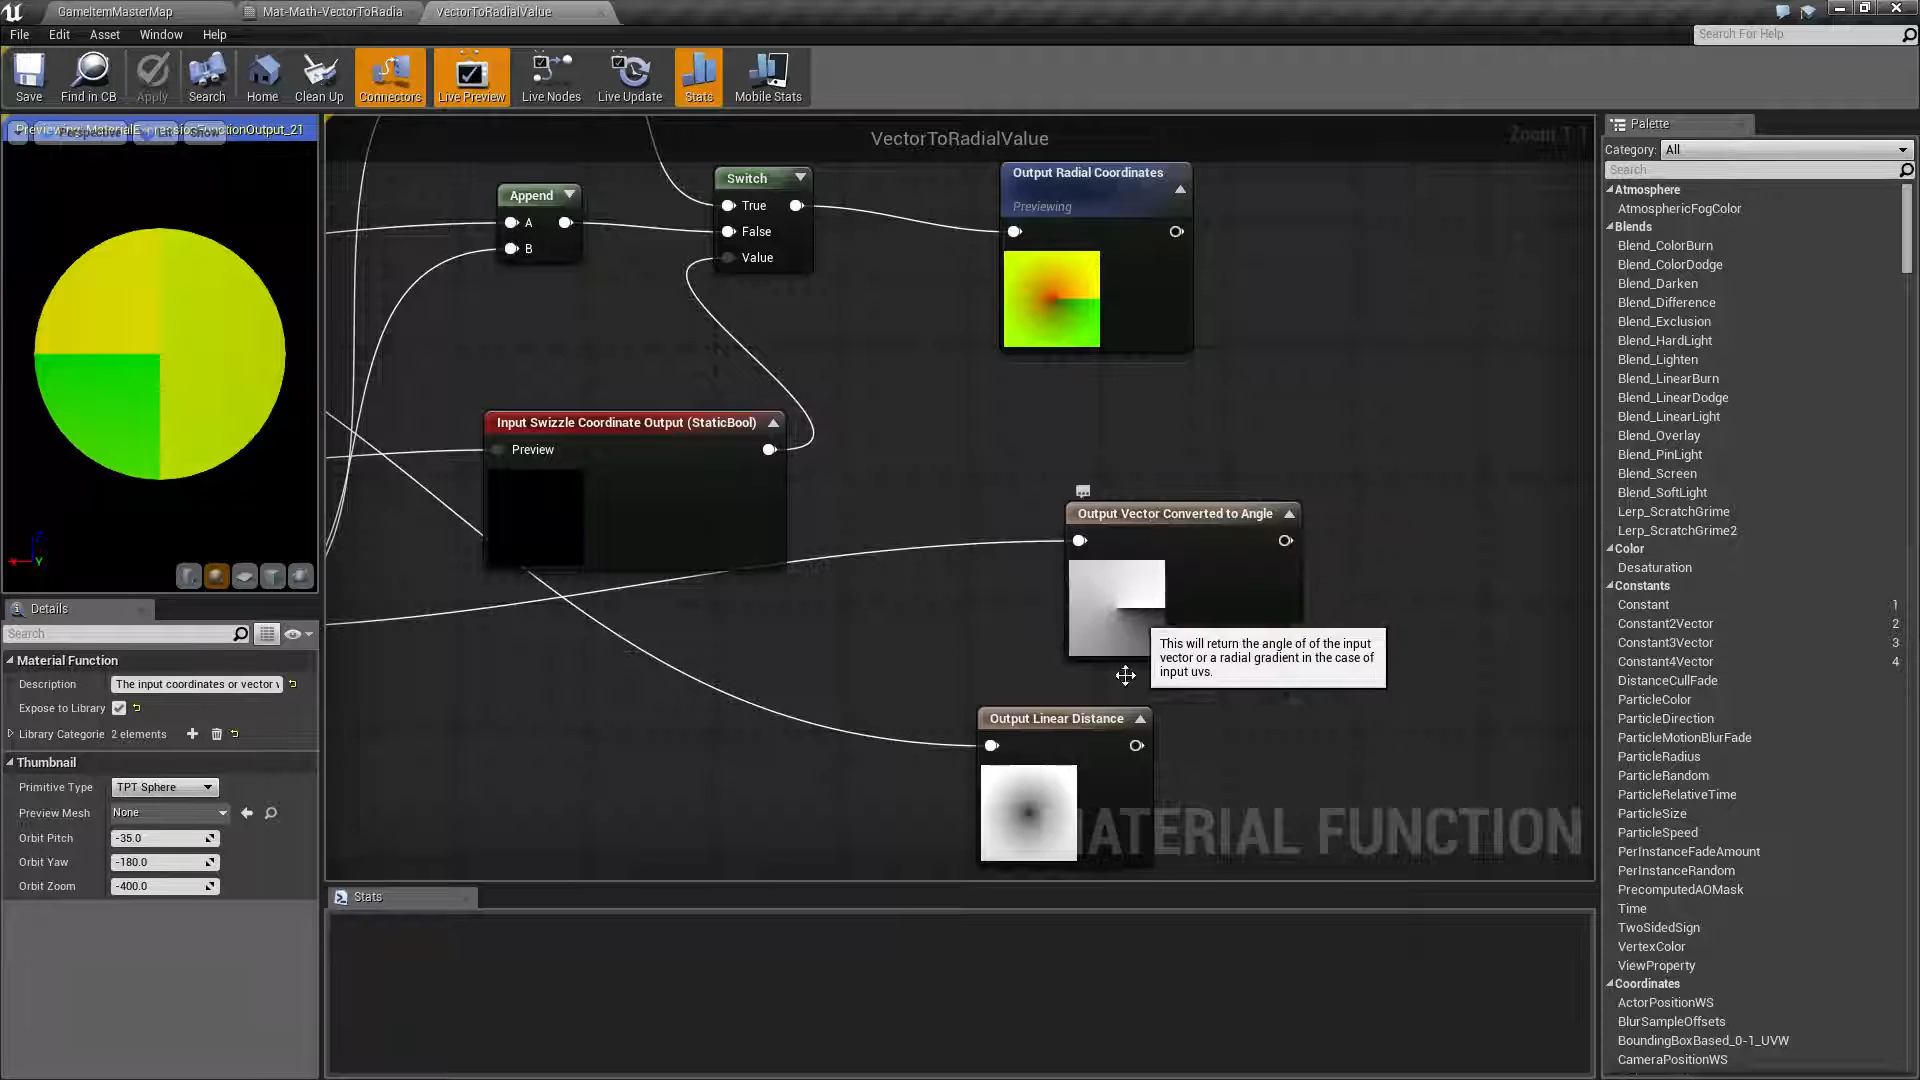 GameItemMasterMap
Mat-Math-VectorToRadia
VectorToRadialValue
File
Edit
Asset
Window
Help
Search For Help
Save
Find in CB
Apply
Search
Home
Clean Up
Connectors
Live Preview
Live Nodes
Live Update
Stats
Mobile Stats
Previewing: MaterialExpressionFunctionOutput_21
Perspective
Lit
Show
VectorToRadialValue
Zoom 1:1
Append
A
B
Switch
True
False
Value
Output Radial Coordinates
Previewing
Input Swizzle Coordinate Output (StaticBool)
Preview
Output Vector Converted to Angle
This will return the angle of of the input
vector or a radial gradient in the case of
input uvs.
Output Linear Distance
MATERIAL FUNCTION
Z
X
Y
Details
Search
Material Function
Description
The input coordinates or vector v
Expose to Library
Library Categorie
2 elements
Thumbnail
Primitive Type
TPT Sphere
Preview Mesh
None
Orbit Pitch
-35.0
Orbit Yaw
-180.0
Orbit Zoom
-400.0
Stats
Palette
Category:
All
Search
Atmosphere
AtmosphericFogColor
Blends
Blend_ColorBurn
Blend_ColorDodge
Blend_Darken
Blend_Difference
Blend_Exclusion
Blend_HardLight
Blend_Lighten
Blend_LinearBurn
Blend_LinearDodge
Blend_LinearLight
Blend_Overlay
Blend_PinLight
Blend_Screen
Blend_SoftLight
Lerp_ScratchGrime
Lerp_ScratchGrime2
Color
Desaturation
Constants
Constant 1
Constant2Vector 2
Constant3Vector 3
Constant4Vector 4
DistanceCullFade
ParticleColor
ParticleDirection
ParticleMotionBlurFade
ParticleRadius
ParticleRandom
ParticleRelativeTime
ParticleSize
ParticleSpeed
PerInstanceFadeAmount
PerInstanceRandom
PrecomputedAOMask
Time
TwoSidedSign
VertexColor
ViewProperty
Coordinates
ActorPositionWS
BlurSampleOffsets
BoundingBoxBased_0-1_UVW
CameraPositionWS